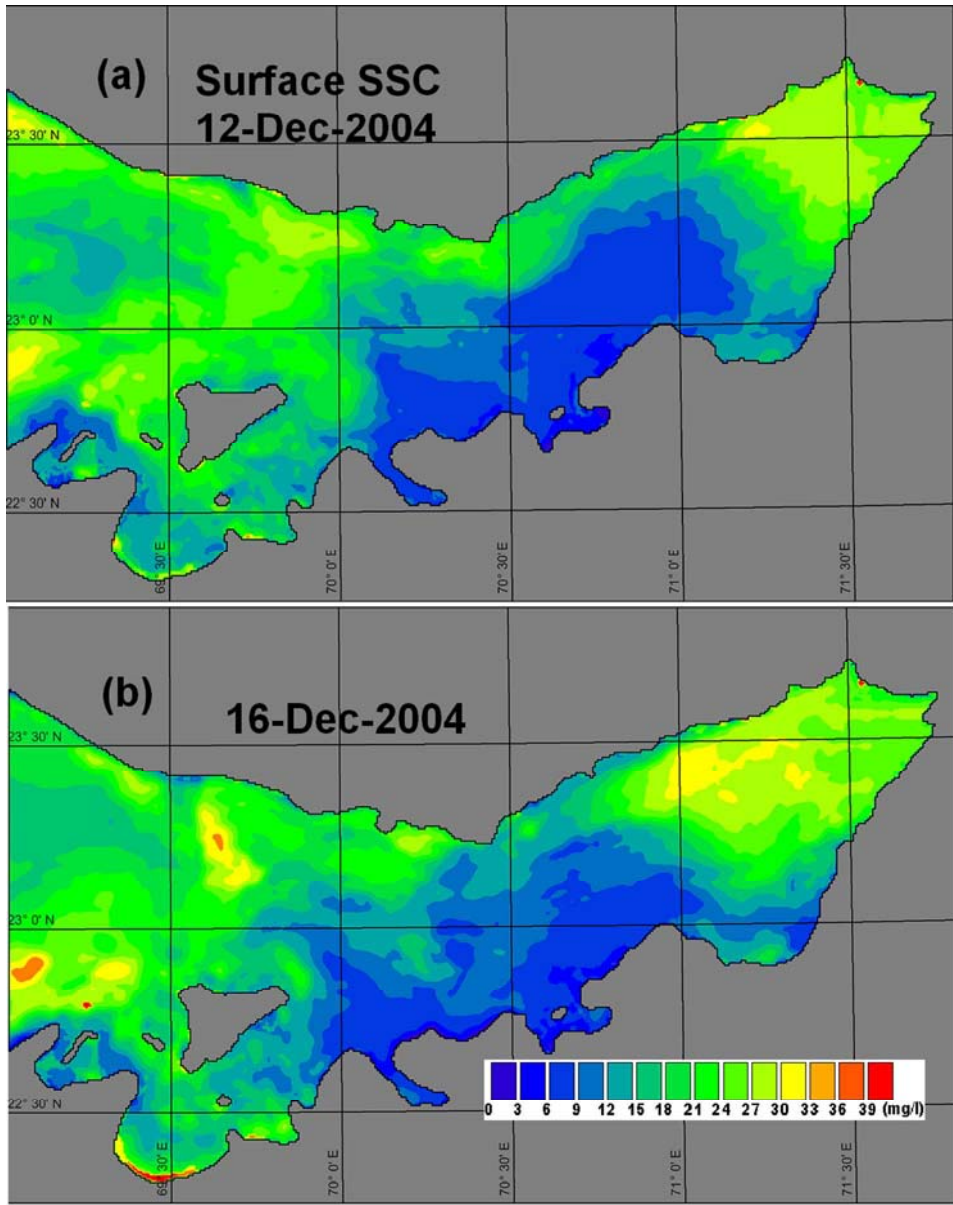 (a) Surface SSC
12-Dec-2004
23° 30' N
23° 0' N
22° 30' N
69° 30' E
70° 0' E
70° 30' E
71° 0' E
71° 30' E
(b)
16-Dec-2004
23° 30' N
23° 0' N
22° 30' N
0 3 6 9 12 15 18 21 24 27 30 33 36 39 (mg/l)
69° 30' E
70° 0' E
70° 30' E
71° 0' E
71° 30' E